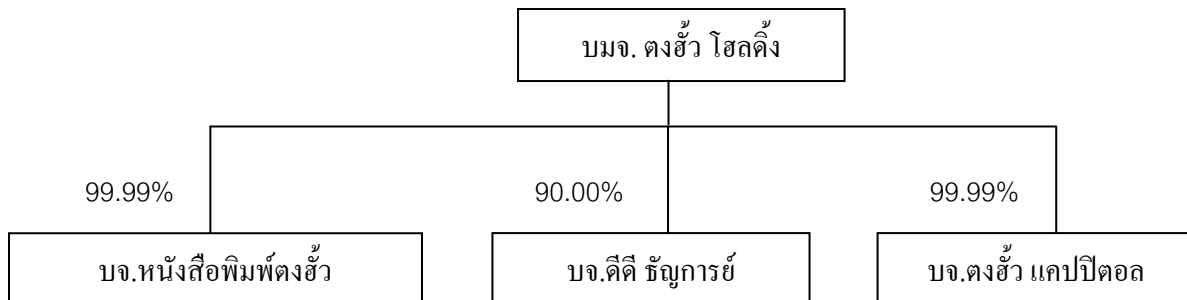 บมจ. ตงฮั้ว โฮลดิ้ง
99.99% 90.00% 99.99%
บจ.หนังสือพิมพ์ตงฮั้ว บจ.ดีดี ธัญการย์ บจ.ตงฮั้ว แคปปิตอล